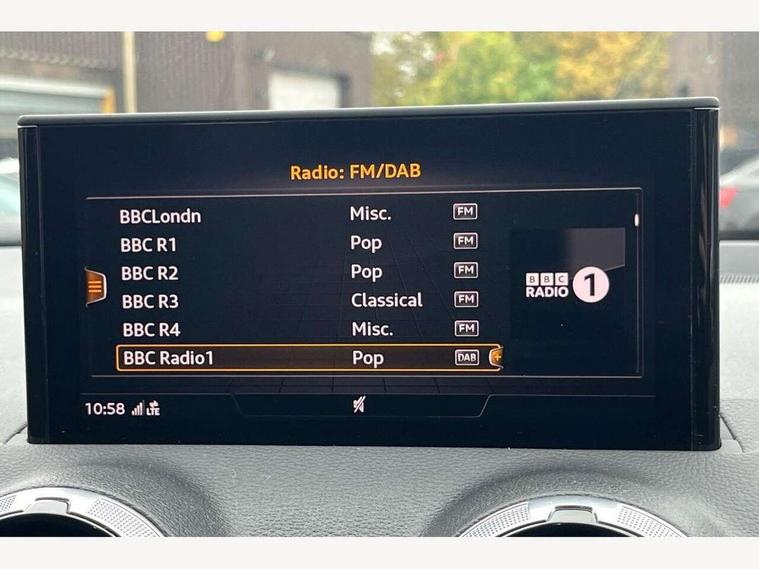 Radio: FM/DAB
BBCLondn Misc. FM
BBC R1 Pop FM
BBC R2 Pop FM
BBC R3 Classical FM
BBC R4 Misc. FM
BBC Radio1 Pop DAB +
BBC
RADIO 1
10:58 LTE